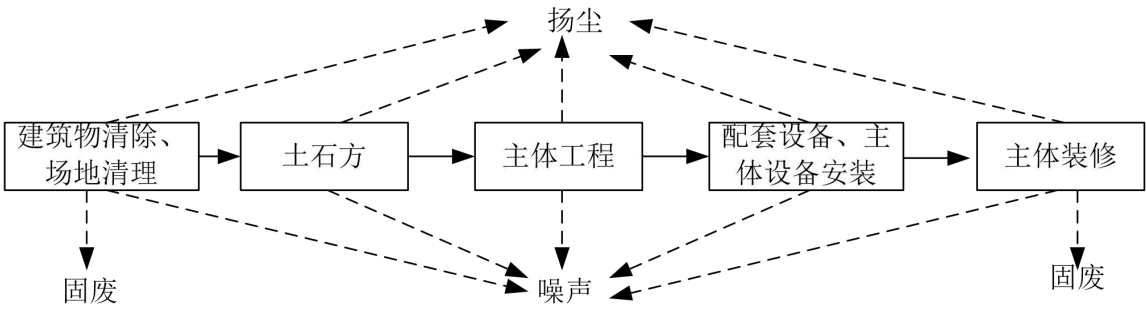 扬尘
建筑物清除、
场地清理
土石方
主体工程
配套设备、主
体设备安装
主体装修
固废
噪声
固废